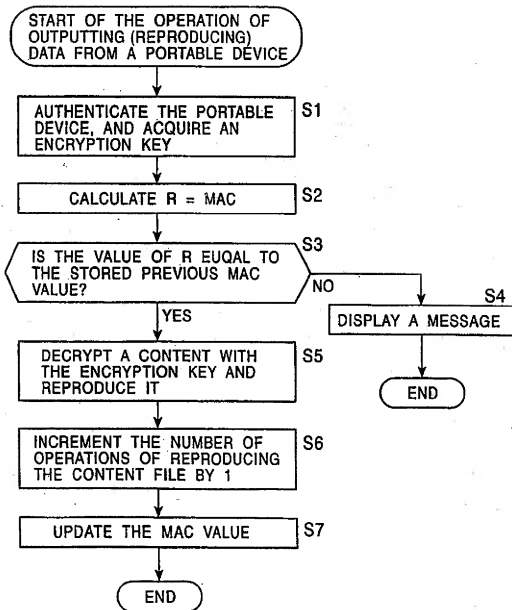 START OF THE OPERATION OF
OUTPUTTING (REPRODUCING)
DATA FROM A PORTABLE DEVICE
S1
AUTHENTICATE THE PORTABLE
DEVICE, AND ACQUIRE AN
ENCRYPTION KEY
CALCULATE R = MAC
S2
S3
IS THE VALUE OF R EUQAL TO
THE STORED PREVIOUS MAC
VALUE?
NO
YES
S4
DISPLAY A MESSAGE
END
DECRYPT A CONTENT WITH
THE ENCRYPTION KEY AND
REPRODUCE IT
S5
INCREMENT THE NUMBER OF
OPERATIONS OF REPRODUCING
THE CONTENT FILE BY 1
S6
UPDATE THE MAC VALUE
S7
END